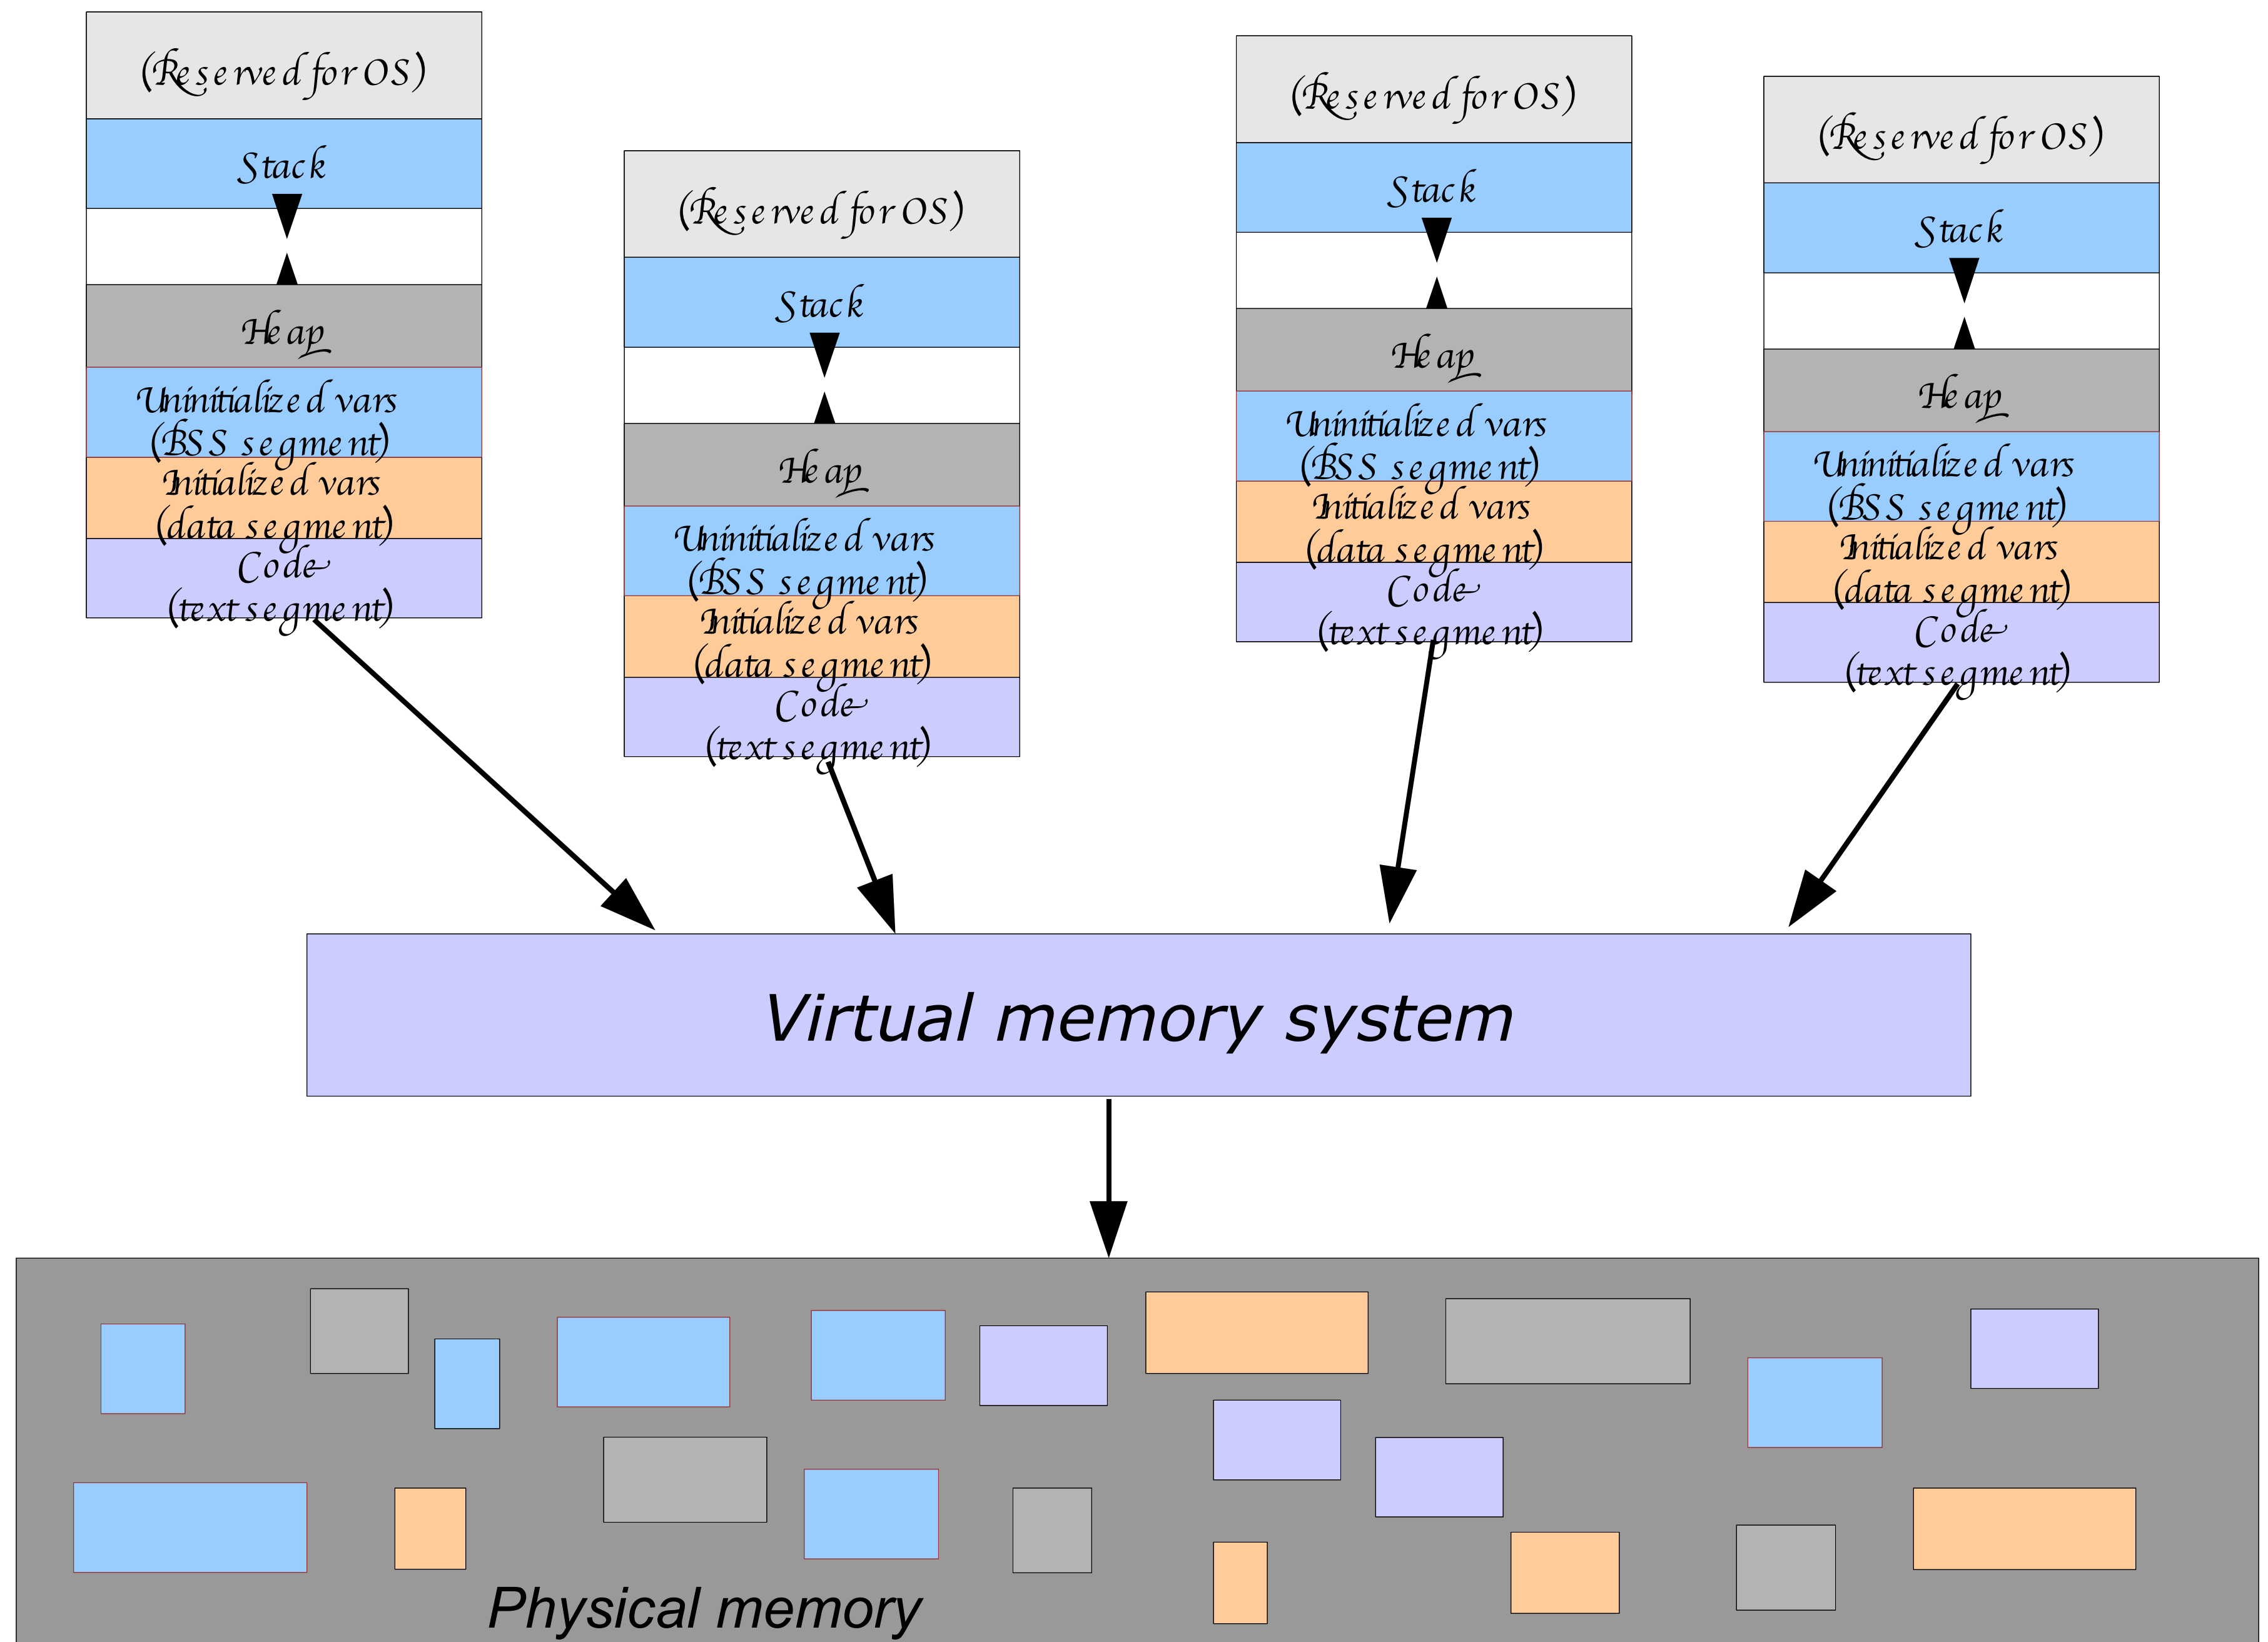 (Reserved for OS)
Stack
Heap
Uninitialized vars
(BSS segment)
Initialized vars
(data segment)
Code
(text segment)
(Reserved for OS)
Stack
Heap
Uninitialized vars
(BSS segment)
Initialized vars
(data segment)
Code
(text segment)
(Reserved for OS)
Stack
Heap
Uninitialized vars
(BSS segment)
Initialized vars
(data segment)
Code
(text segment)
(Reserved for OS)
Stack
Heap
Uninitialized vars
(BSS segment)
Initialized vars
(data segment)
Code
(text segment)
Virtual memory system
Physical memory